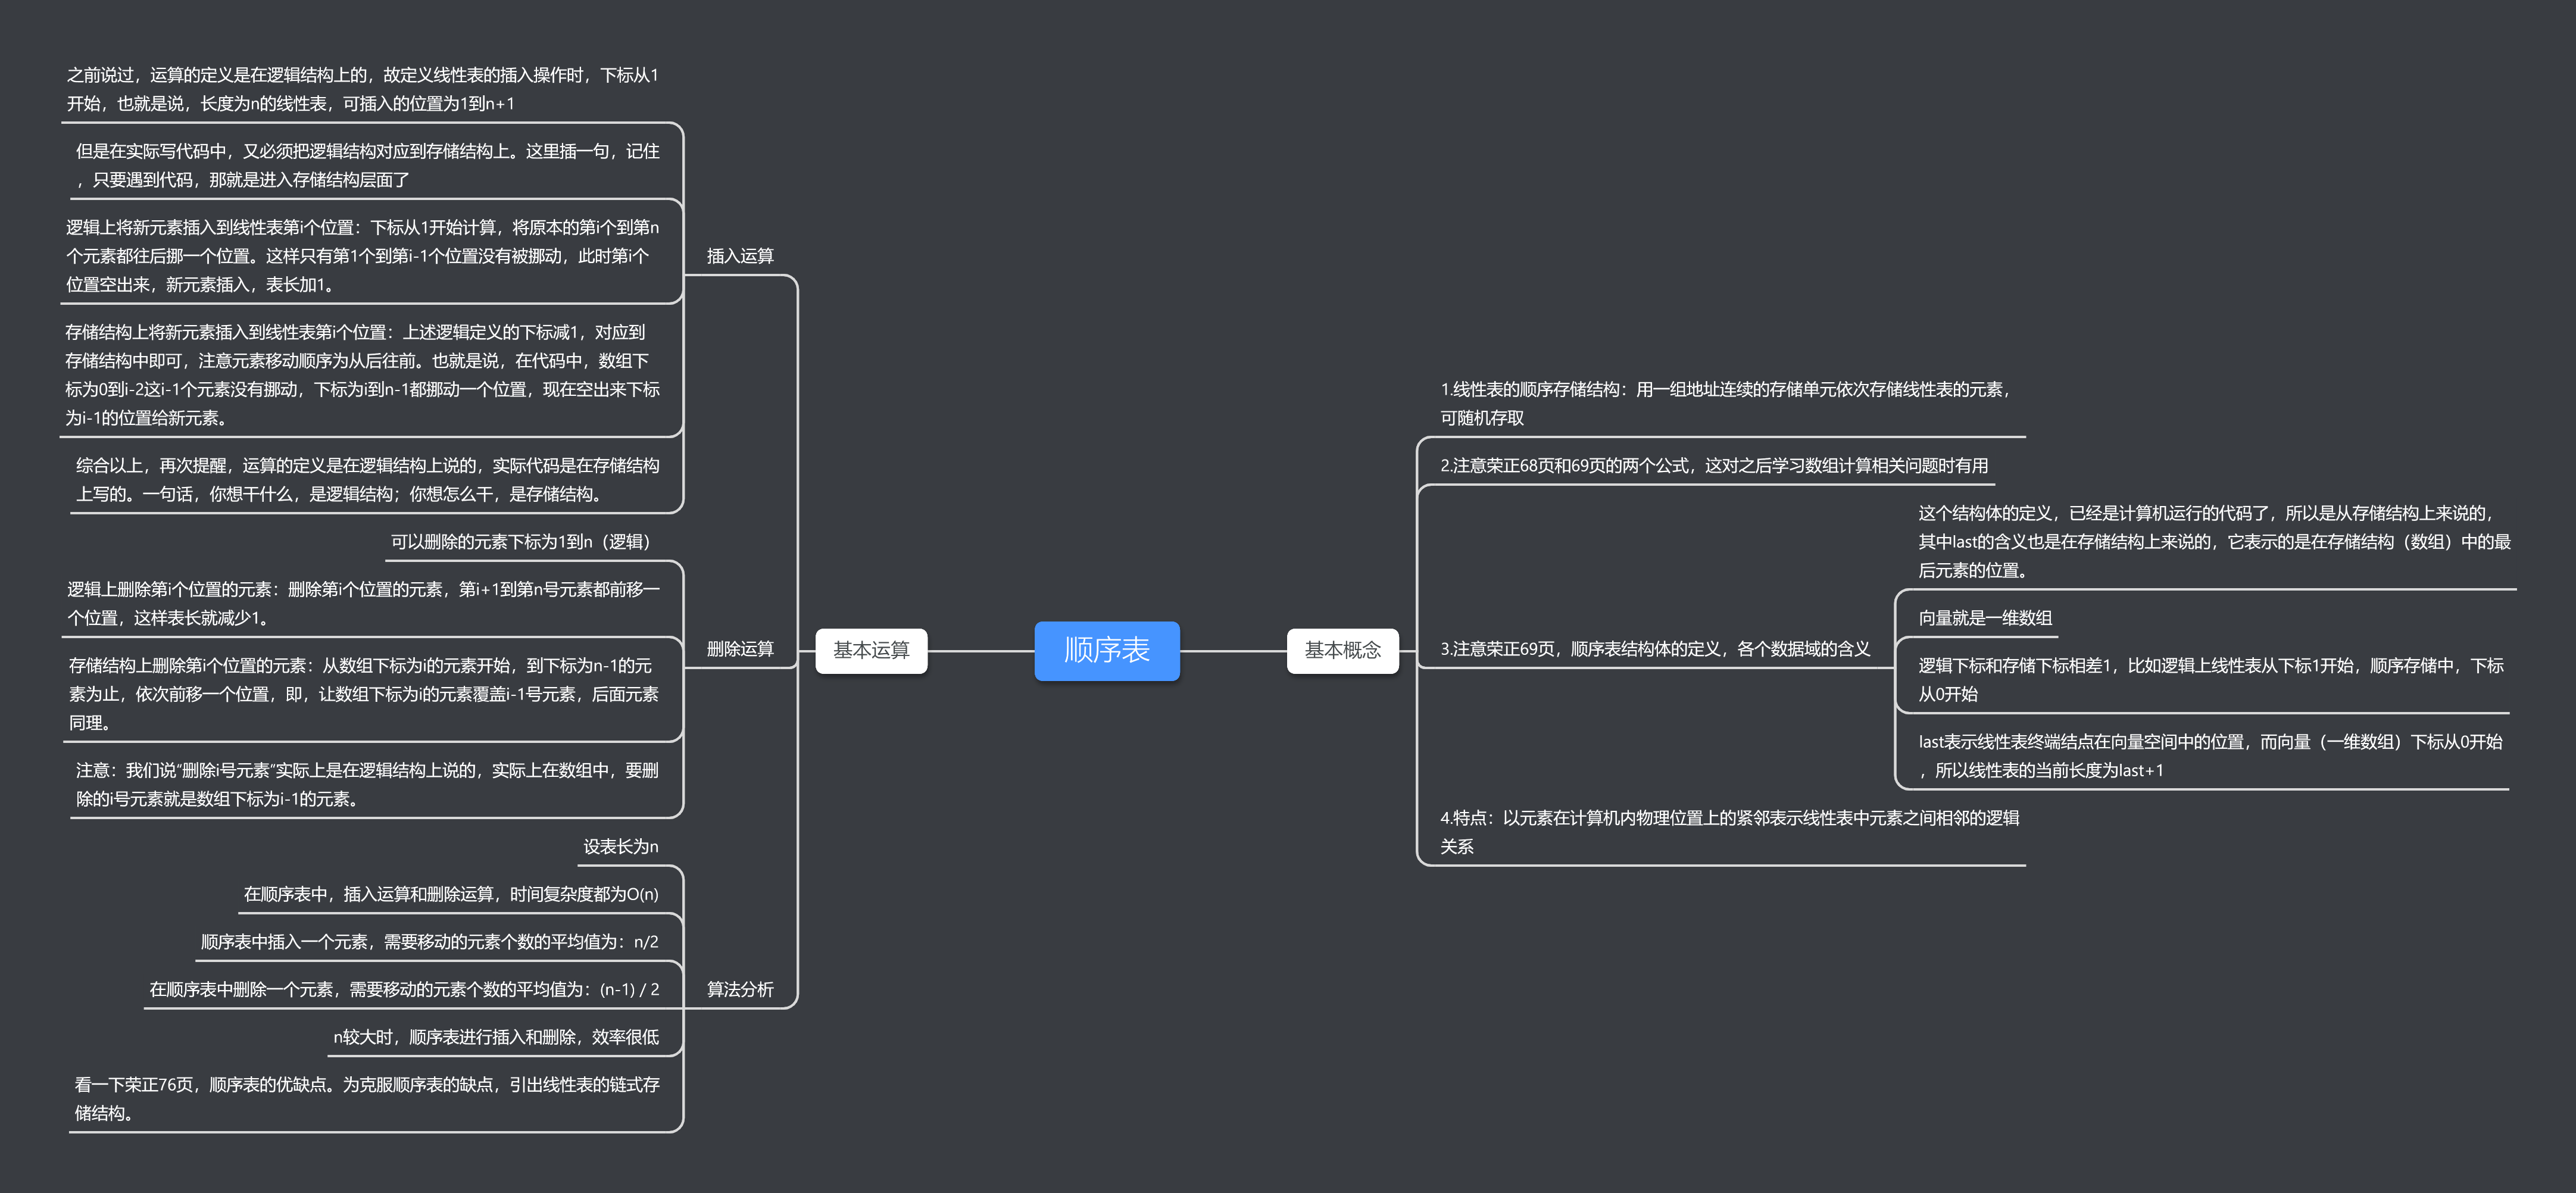 顺序表
基本概念
1.线性表的顺序存储结构：用一组地址连续的存储单元依次存储线性表的元素，
可随机存取
2.注意荣正68页和69页的两个公式，这对之后学习数组计算相关问题时有用
3.注意荣正69页，顺序表结构体的定义，各个数据域的含义
这个结构体的定义，已经是计算机运行的代码了，所以是从存储结构上来说的，
其中last的含义也是在存储结构上来说的，它表示的是在存储结构（数组）中的最
后元素的位置。
向量就是一维数组
逻辑下标和存储下标相差1，比如逻辑上线性表从下标1开始，顺序存储中，下标
从0开始
last表示线性表终端结点在向量空间中的位置，而向量（一维数组）下标从0开始
，所以线性表的当前长度为last+1
4.特点：以元素在计算机内物理位置上的紧邻表示线性表中元素之间相邻的逻辑
关系
基本运算
插入运算
之前说过，运算的定义是在逻辑结构上的，故定义线性表的插入操作时，下标从1
开始，也就是说，长度为n的线性表，可插入的位置为1到n+1
但是在实际写代码中，又必须把逻辑结构对应到存储结构上。这里插一句，记住
，只要遇到代码，那就是进入存储结构层面了
逻辑上将新元素插入到线性表第i个位置：下标从1开始计算，将原本的第i个到第n
个元素都往后挪一个位置。这样只有第1个到第i-1个位置没有被挪动，此时第i个
位置空出来，新元素插入，表长加1。
存储结构上将新元素插入到线性表第i个位置：上述逻辑定义的下标减1，对应到
存储结构中即可，注意元素移动顺序为从后往前。也就是说，在代码中，数组下
标为0到i-2这i-1个元素没有挪动，下标为i到n-1都挪动一个位置，现在空出来下标
为i-1的位置给新元素。
综合以上，再次提醒，运算的定义是在逻辑结构上说的，实际代码是在存储结构
上写的。一句话，你想干什么，是逻辑结构；你想怎么干，是存储结构。
删除运算
可以删除的元素下标为1到n（逻辑）
逻辑上删除第i个位置的元素：删除第i个位置的元素，第i+1到第n号元素都前移一
个位置，这样表长就减少1。
存储结构上删除第i个位置的元素：从数组下标为i的元素开始，到下标为n-1的元
素为止，依次前移一个位置，即，让数组下标为i的元素覆盖i-1号元素，后面元素
同理。
注意：我们说“删除i号元素”实际上是在逻辑结构上说的，实际上在数组中，要删
除的i号元素就是数组下标为i-1的元素。
算法分析
设表长为n
在顺序表中，插入运算和删除运算，时间复杂度都为O(n)
顺序表中插入一个元素，需要移动的元素个数的平均值为：n/2
在顺序表中删除一个元素，需要移动的元素个数的平均值为：(n-1) / 2
n较大时，顺序表进行插入和删除，效率很低
看一下荣正76页，顺序表的优缺点。为克服顺序表的缺点，引出线性表的链式存
储结构。